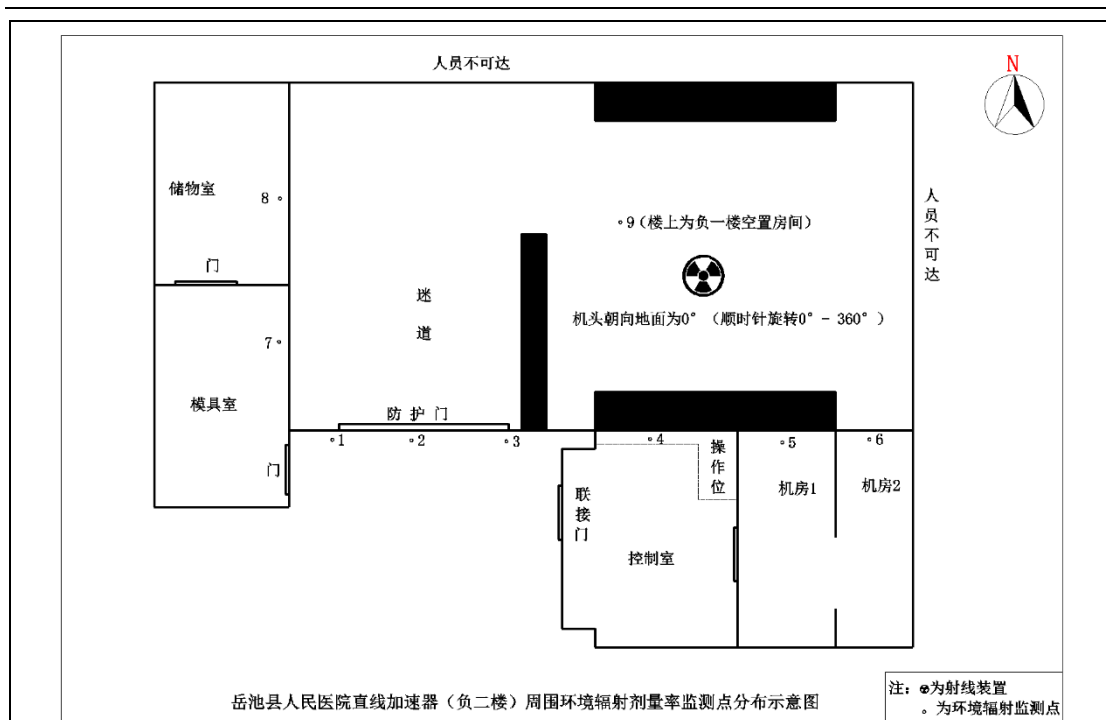 人员不可达
N
储物室
8
人员不可达
9（楼上为负一楼空置房间）
门
迷道
机头朝向地面为0°（顺时针旋转0°- 360°）
7
模具室
防 护 门
1
2
3
4
操作位
5
6
门
机房1
机房2
联接门
控制室
岳池县人民医院直线加速器（负二楼）周围环境辐射剂量率监测点分布示意图
注：为射线装置
。为环境辐射监测点